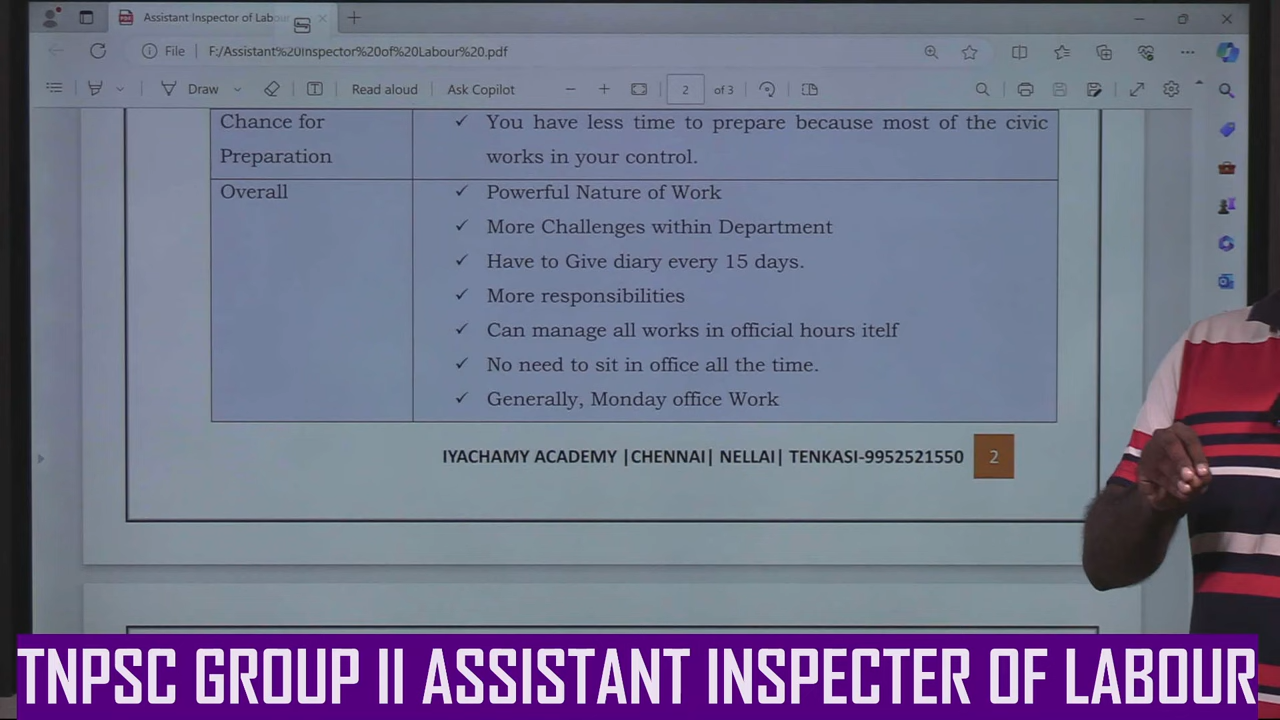 Assistant Inspector of Labou
File
F:/Assistant%20Inspector%20of%20Labour%20.pdf
Draw
Read aloud
Ask Copilot
2
of 3
Chance for
Preparation
✓ You have less time to prepare because most of the civic
works in your control.
Overall
✓ Powerful Nature of Work
✓ More Challenges within Department
✓ Have to Give diary every 15 days.
✓ More responsibilities
✓ Can manage all works in official hours itelf
✓ No need to sit in office all the time.
✓ Generally, Monday office Work
IYACHAMY ACADEMY |CHENNAI| NELLAI| TENKASI-9952521550
2
TNPSC GROUP II ASSISTANT INSPECTER OF LABOUR